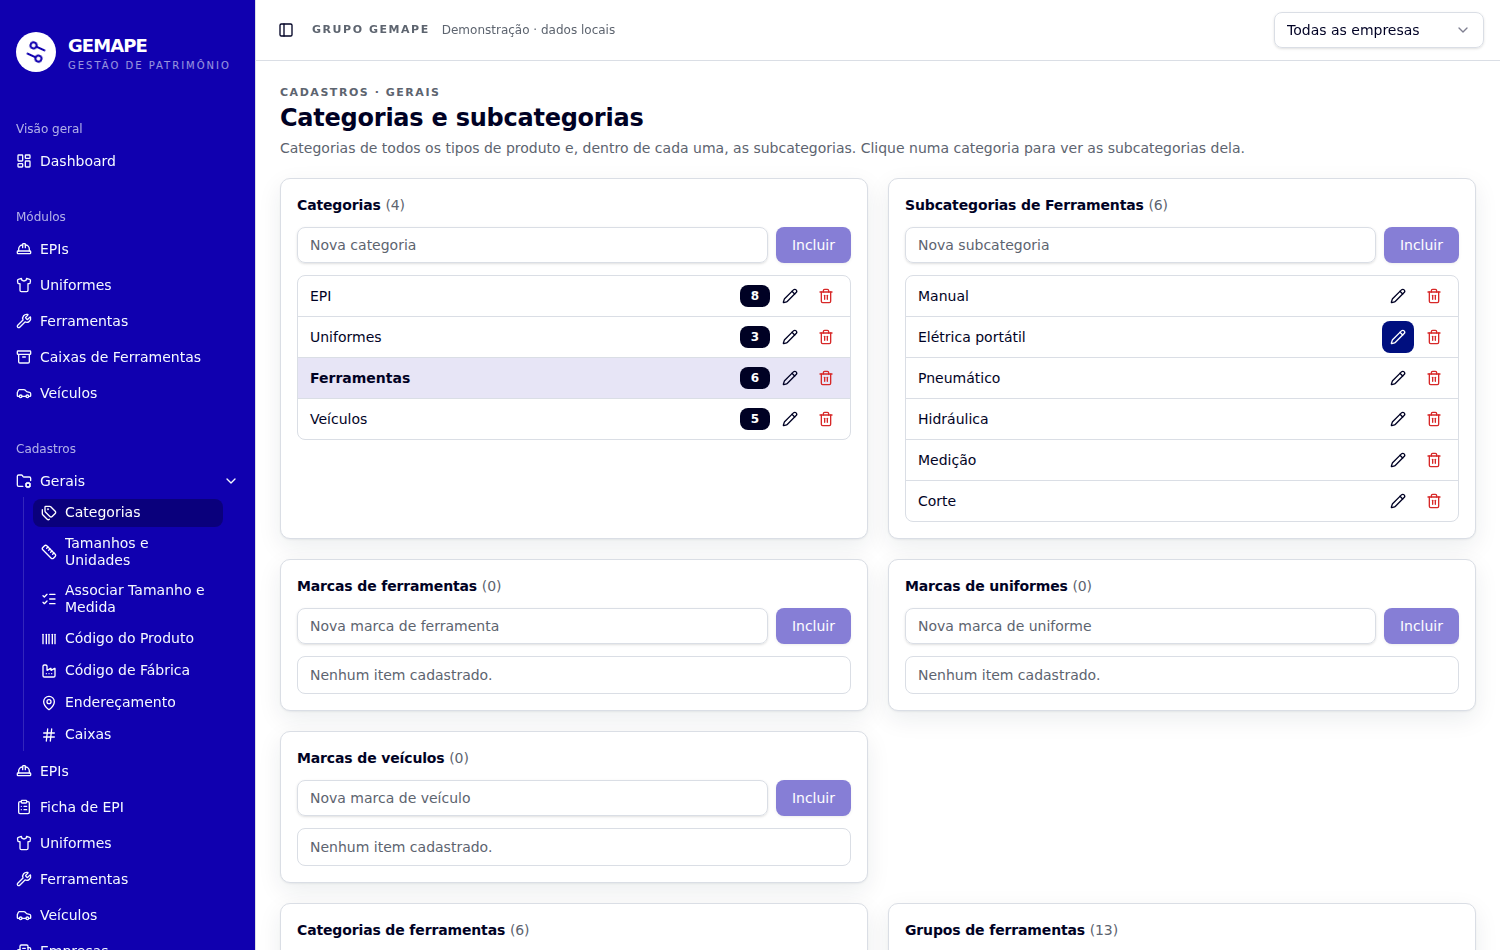 GEMAPE
GESTÃO DE PATRIMÔNIO
Visão geral
Dashboard
Módulos
EPIs
Uniformes
Ferramentas
Caixas de Ferramentas
Veículos
Cadastros
Gerais
Categorias
Tamanhos e
Unidades
Associar Tamanho e
Medida
Código do Produto
Código de Fábrica
Endereçamento
Caixas
EPIs
Ficha de EPI
Uniformes
Ferramentas
Veículos
Empresas
GRUPO GEMAPE Demonstração · dados locais
Todas as empresas
CADASTROS · GERAIS
Categorias e subcategorias
Categorias de todos os tipos de produto e, dentro de cada uma, as subcategorias. Clique numa categoria para ver as subcategorias dela.
Categorias (4)
Nova categoria Incluir
EPI 8
Uniformes 3
Ferramentas 6
Veículos 5
Subcategorias de Ferramentas (6)
Nova subcategoria Incluir
Manual
Elétrica portátil
Pneumático
Hidráulica
Medição
Corte
Marcas de ferramentas (0)
Nova marca de ferramenta Incluir
Nenhum item cadastrado.
Marcas de uniformes (0)
Nova marca de uniforme Incluir
Nenhum item cadastrado.
Marcas de veículos (0)
Nova marca de veículo Incluir
Nenhum item cadastrado.
Categorias de ferramentas (6)
Grupos de ferramentas (13)